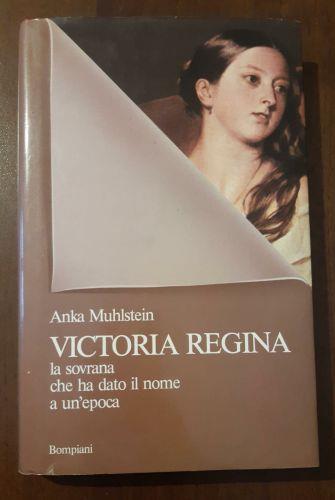 Anka Muhlstein
VICTORIA REGINA
la sovrana
che ha dato il nome
a un'epoca
Bompiani